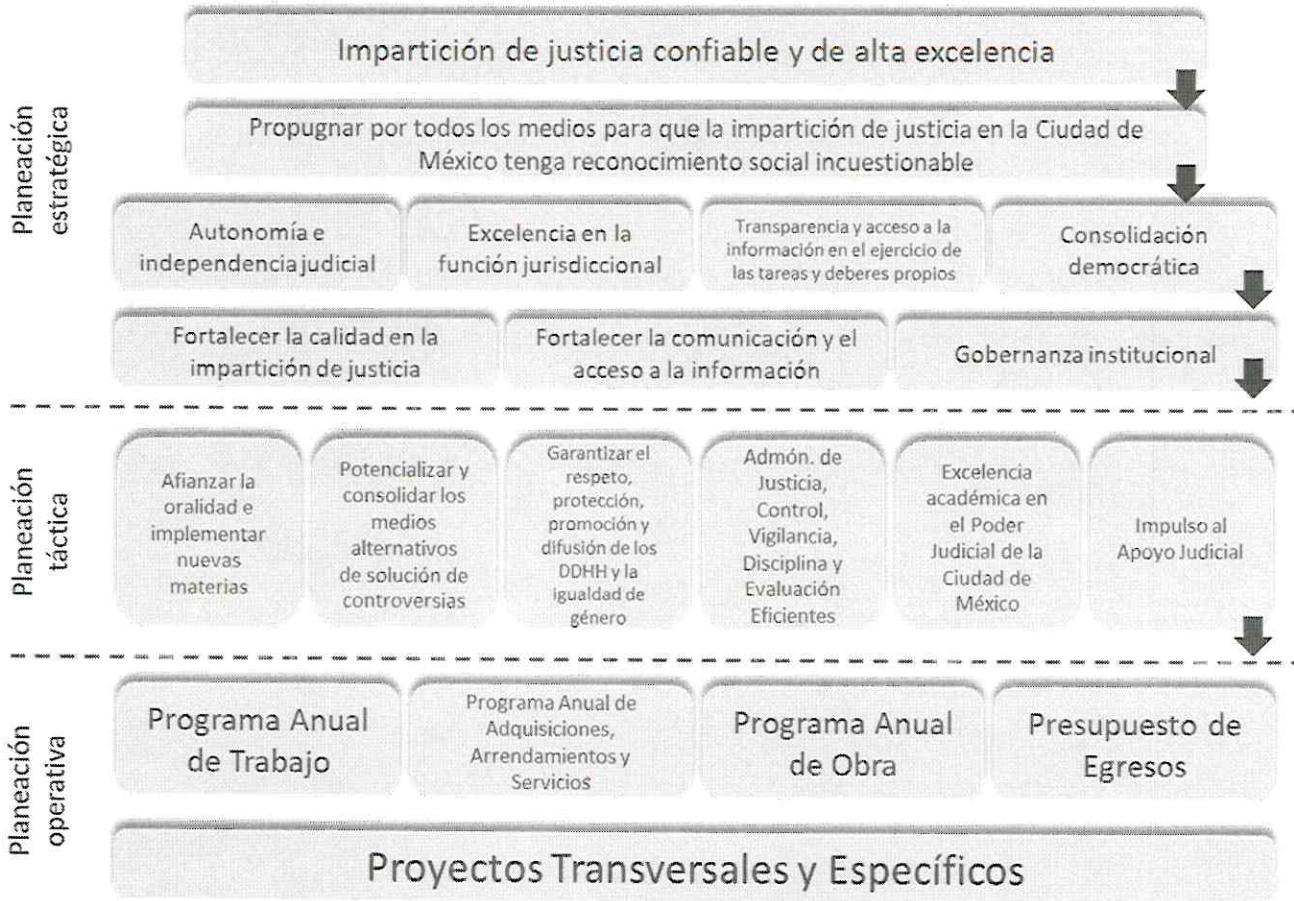 Planeación
estratégica
Impartición de justicia confiable y de alta excelencia
Propugnar por todos los medios para que la impartición de justicia en la Ciudad de
México tenga reconocimiento social incuestionable
Autonomía e
independencia judicial
Excelencia en la
función jurisdiccional
Transparencia y acceso a la
información en el ejercicio de
las tareas y deberes propios
Consolidación
democrática
Fortalecer la calidad en la
impartición de justicia
Fortalecer la comunicación y el
acceso a la información
Gobernanza institucional
Planeación
táctica
Afianzar la
oralidad e
implementar
nuevas
materias
Potencializar y
consolidar los
medios
alternativos
de solución de
controversias
Garantizar el
respeto,
protección,
promoción y
difusión de los
DDHH y la
igualdad de
género
Admón. de
Justicia,
Control,
Vigilancia,
Disciplina y
Evaluación
Eficientes
Excelencia
académica en
el Poder
Judicial de la
Ciudad de
México
Impulso al
Apoyo Judicial
Planeación
operativa
Programa Anual
de Trabajo
Programa Anual de
Adquisiciones,
Arrendamientos y
Servicios
Programa Anual
de Obra
Presupuesto de
Egresos
Proyectos Transversales y Específicos